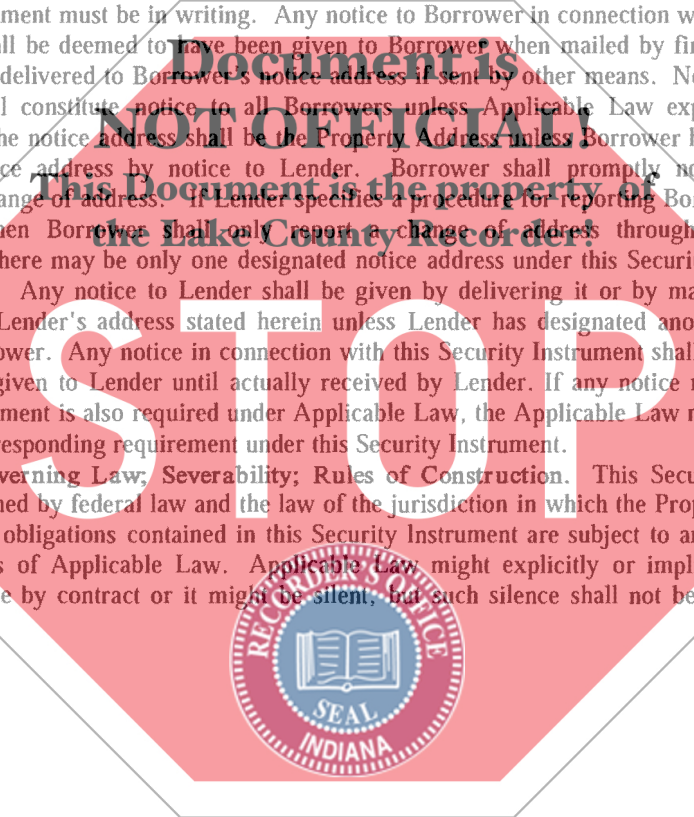 ment must be in writing. Any notice to Borrower in connection w
ll be deemed to have been given to Borrower when mailed by fir
Document is
delivered to Borrower's notice address if sent by other means. No
l constitute notice to all Borrowers unless Applicable Law exp
NOT OFFICIAL!
he notice address shall be the Property Address unless Borrower h
ce address by notice to Lender. Borrower shall promptly no
This Document is the property of
ange of address. If Lender specifies a procedure for reporting Bor
the Lake County Recorder!
hen Borrower shall only report a change of address through
here may be only one designated notice address under this Securi
Any notice to Lender shall be given by delivering it or by ma
Lender's address stated herein unless Lender has designated ano
ower. Any notice in connection with this Security Instrument shal
given to Lender until actually received by Lender. If any notice r
ment is also required under Applicable Law, the Applicable Law r
responding requirement under this Security Instrument.
STOP
verning Law; Severability; Rules of Construction. This Secu
ned by federal law and the law of the jurisdiction in which the Prop
obligations contained in this Security Instrument are subject to an
s of Applicable Law. Applicable Law might explicitly or impl
e by contract or it might be silent, but such silence shall not be
RECORDER'S OFFICE
SEAL
INDIANA